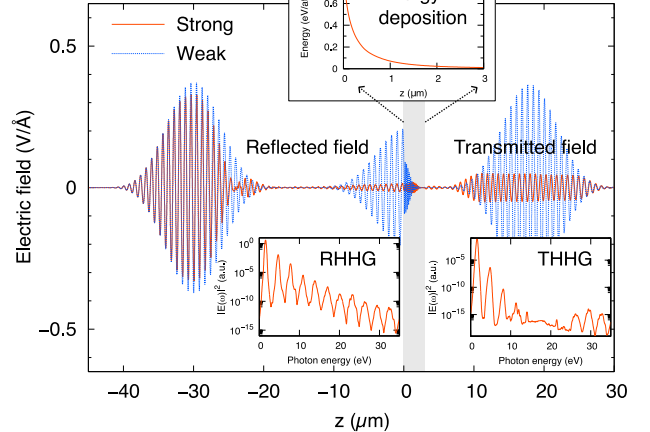 Energy (eV/at
deposition
0.6
0.4
0.2
0
0 1 2 3
z (μm)
Strong
Weak
0.5
0
−0.5
Electric field (V/Å)
Reflected field
Transmitted field
RHHG
10⁰
10⁻⁵
10⁻¹⁰
10⁻¹⁵
|E(ω)|² (a.u.)
0 10 20 30
Photon energy (eV)
THHG
10⁻⁵
10⁻¹⁰
10⁻¹⁵
|E(ω)|² (a.u.)
0 10 20 30
Photon energy (eV)
−40 −30 −20 −10 0 10 20 30
z (μm)